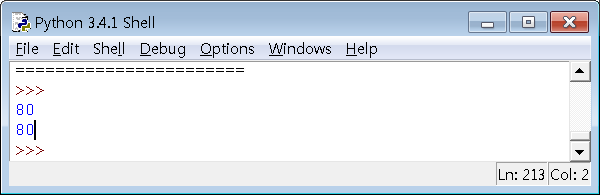 Python 3.4.1 Shell
File Edit Shell Debug Options Windows Help
=======================
>>>
80
80
>>>
Ln: 213 Col: 2